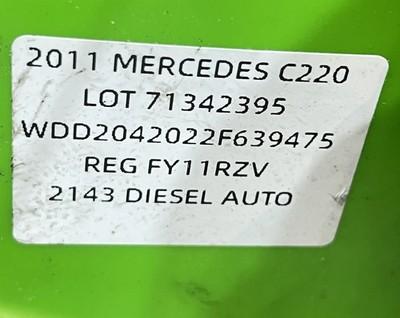 2011 MERCEDES C220
LOT 71342395
WDD2042022F639475
REG FY11RZV
2143 DIESEL AUTO